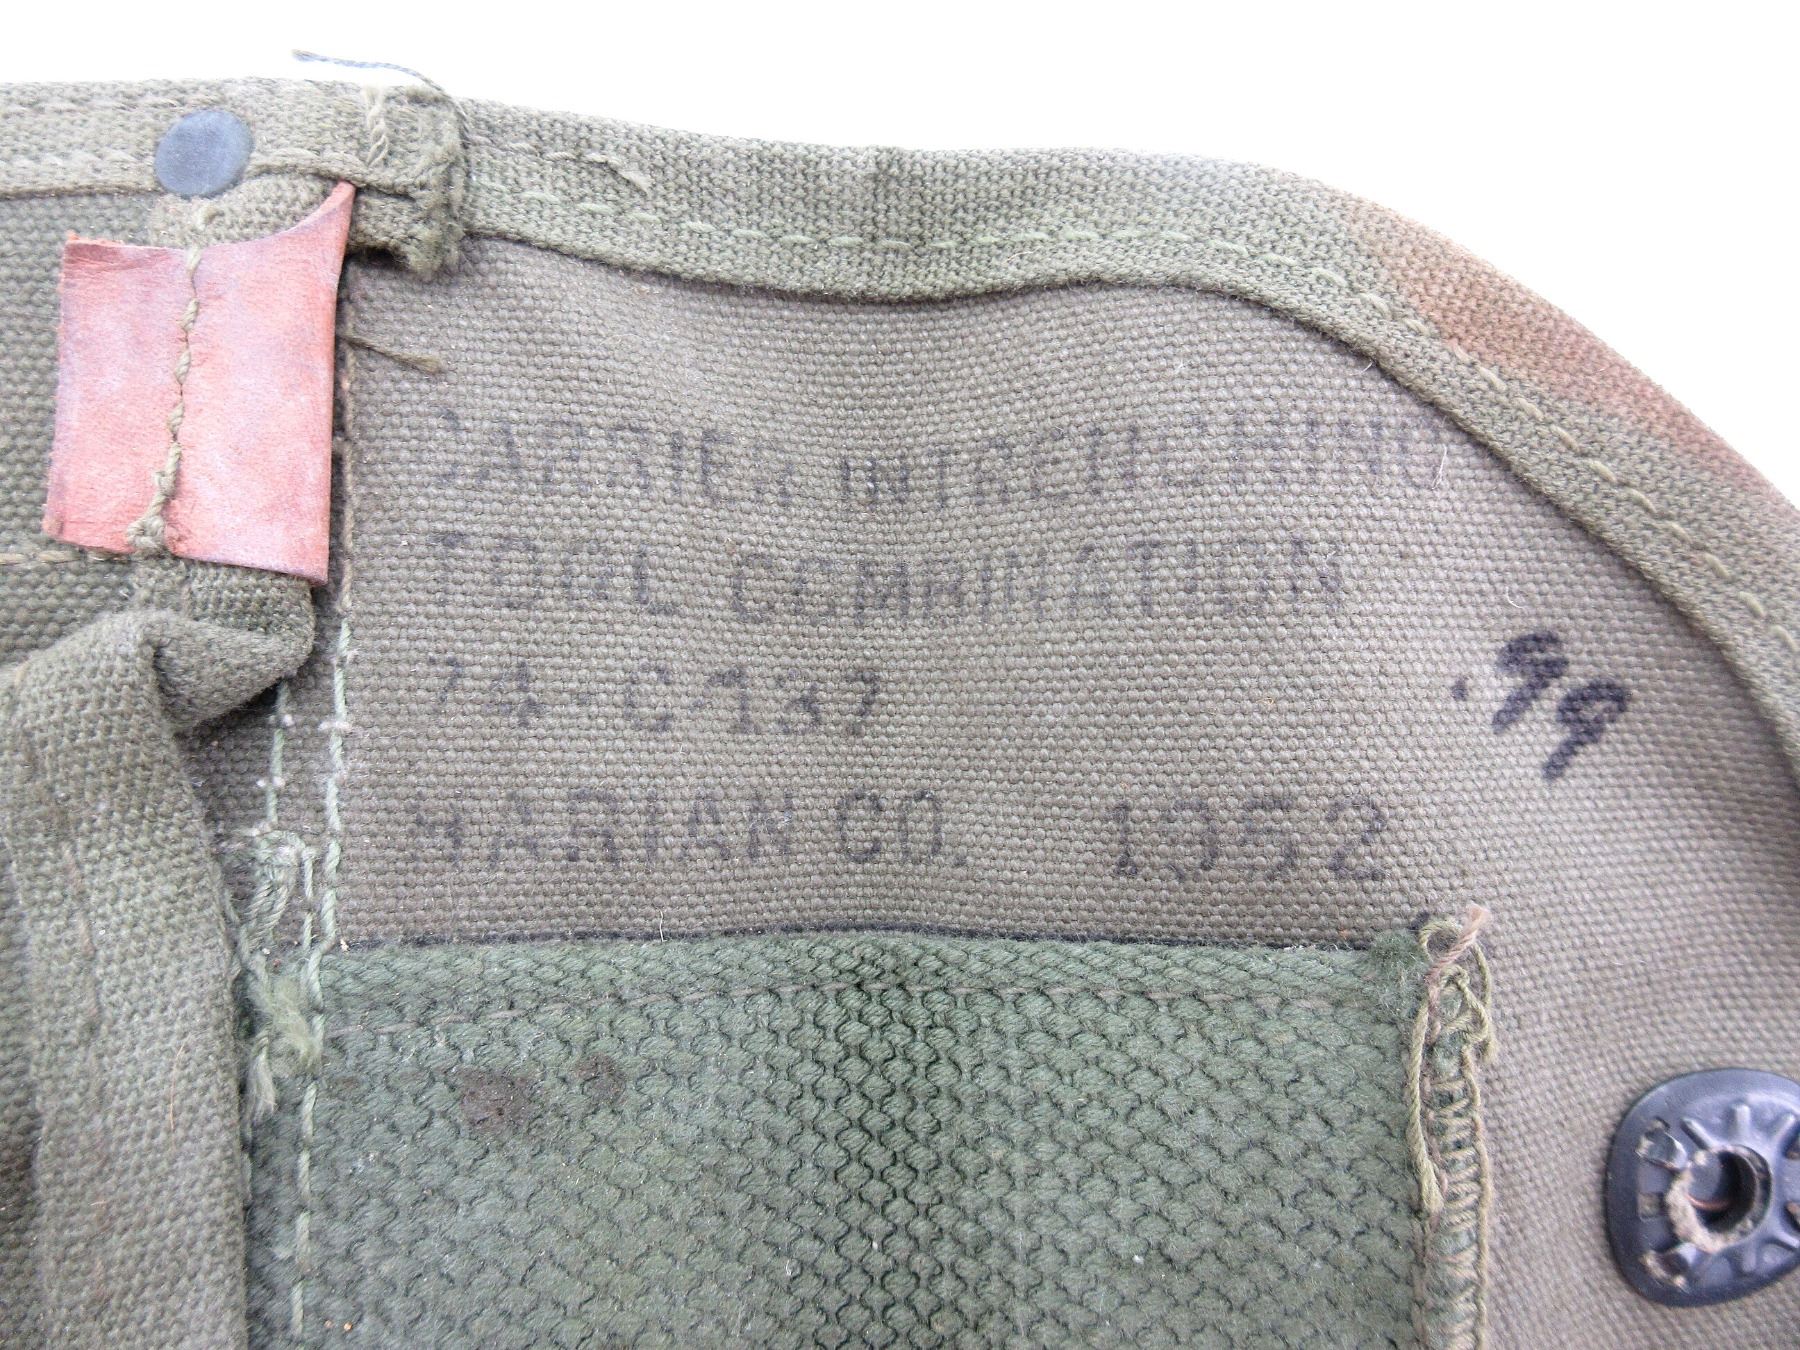 CARRIER, INTRENCHING
TOOL COMBINATION
74-C-137
MARIAN CO. 1952
.99